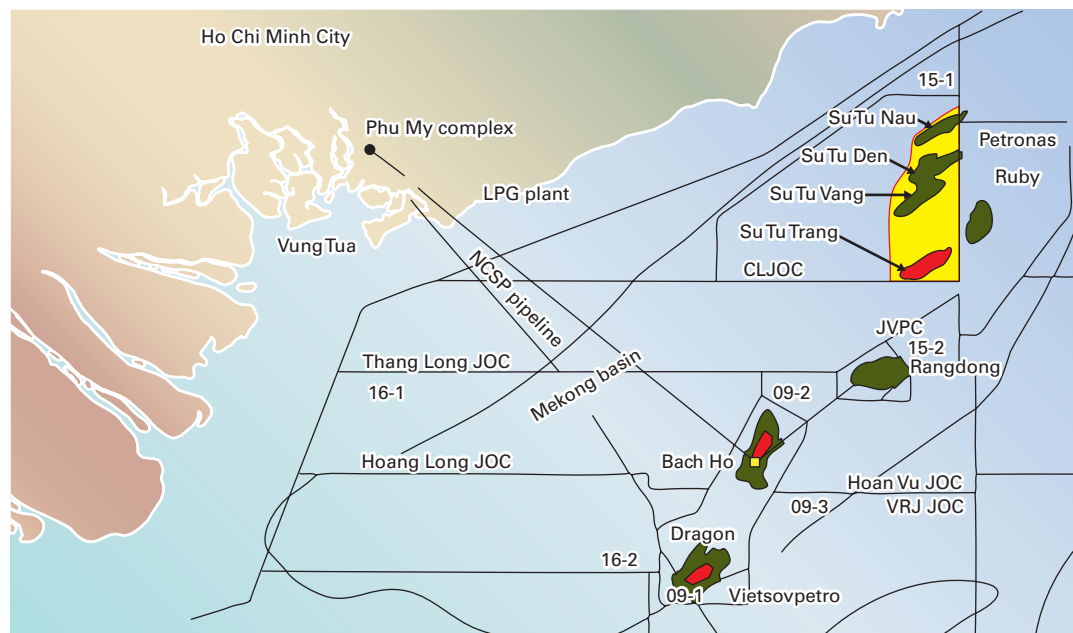 Ho Chi Minh City
15-1
Su Tu Nau
Phu My complex
Petronas
Su Tu Den
Ruby
LPG plant
Su Tu Vang
Su Tu Trang
Vung Tua
CLJOC
NCSP pipeline
JVPC
15-2
Thang Long JOC
Rangdong
Mekong basin
16-1
09-2
Bach Ho
Hoang Long JOC
Hoan Vu JOC
09-3
VRJ JOC
Dragon
16-2
09-1
Vietsovpetro